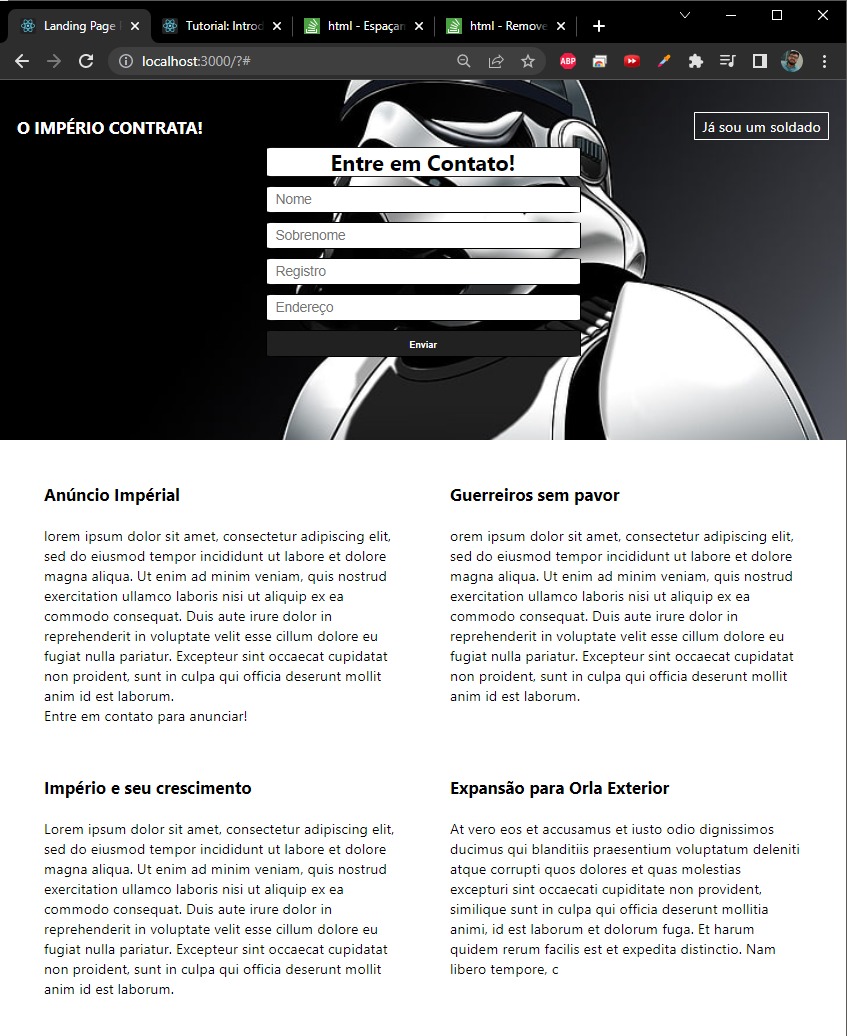 Landing Page
Tutorial: Introd
html - Espaçan
html - Remove
localhost:3000/?#
ABP
O IMPÉRIO CONTRATA!
Já sou um soldado
Entre em Contato!
Nome
Sobrenome
Registro
Endereço
Enviar
Anúncio Impérial
lorem ipsum dolor sit amet, consectetur adipiscing elit,
sed do eiusmod tempor incididunt ut labore et dolore
magna aliqua. Ut enim ad minim veniam, quis nostrud
exercitation ullamco laboris nisi ut aliquip ex ea
commodo consequat. Duis aute irure dolor in
reprehenderit in voluptate velit esse cillum dolore eu
fugiat nulla pariatur. Excepteur sint occaecat cupidatat
non proident, sunt in culpa qui officia deserunt mollit
anim id est laborum.
Entre em contato para anunciar!
Guerreiros sem pavor
orem ipsum dolor sit amet, consectetur adipiscing elit,
sed do eiusmod tempor incididunt ut labore et dolore
magna aliqua. Ut enim ad minim veniam, quis nostrud
exercitation ullamco laboris nisi ut aliquip ex ea
commodo consequat. Duis aute irure dolor in
reprehenderit in voluptate velit esse cillum dolore eu
fugiat nulla pariatur. Excepteur sint occaecat cupidatat
non proident, sunt in culpa qui officia deserunt mollit
anim id est laborum.
Império e seu crescimento
Lorem ipsum dolor sit amet, consectetur adipiscing elit,
sed do eiusmod tempor incididunt ut labore et dolore
magna aliqua. Ut enim ad minim veniam, quis nostrud
exercitation ullamco laboris nisi ut aliquip ex ea
commodo consequat. Duis aute irure dolor in
reprehenderit in voluptate velit esse cillum dolore eu
fugiat nulla pariatur. Excepteur sint occaecat cupidatat
non proident, sunt in culpa qui officia deserunt mollit
anim id est laborum.
Expansão para Orla Exterior
At vero eos et accusamus et iusto odio dignissimos
ducimus qui blanditiis praesentium voluptatum deleniti
atque corrupti quos dolores et quas molestias
excepturi sint occaecati cupiditate non provident,
similique sunt in culpa qui officia deserunt mollitia
animi, id est laborum et dolorum fuga. Et harum
quidem rerum facilis est et expedita distinctio. Nam
libero tempore, c